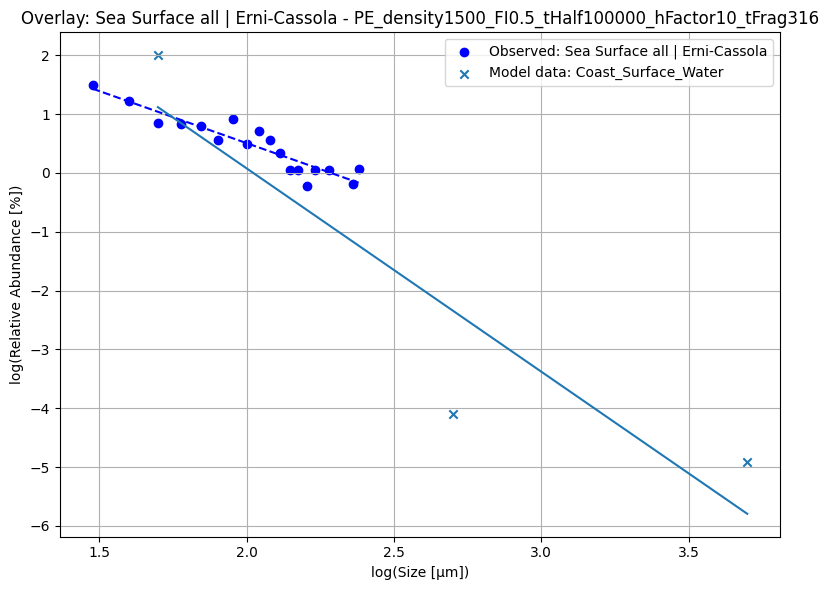 Overlay: Sea Surface all | Erni-Cassola - PE_density1500_FI0.5_tHalf100000_hFactor10_tFrag316
Observed: Sea Surface all | Erni-Cassola
Model data: Coast_Surface_Water
log(Relative Abundance [%])
2
1
0
−1
−2
−3
−4
−5
−6
1.5 2.0 2.5 3.0 3.5
log(Size [µm])